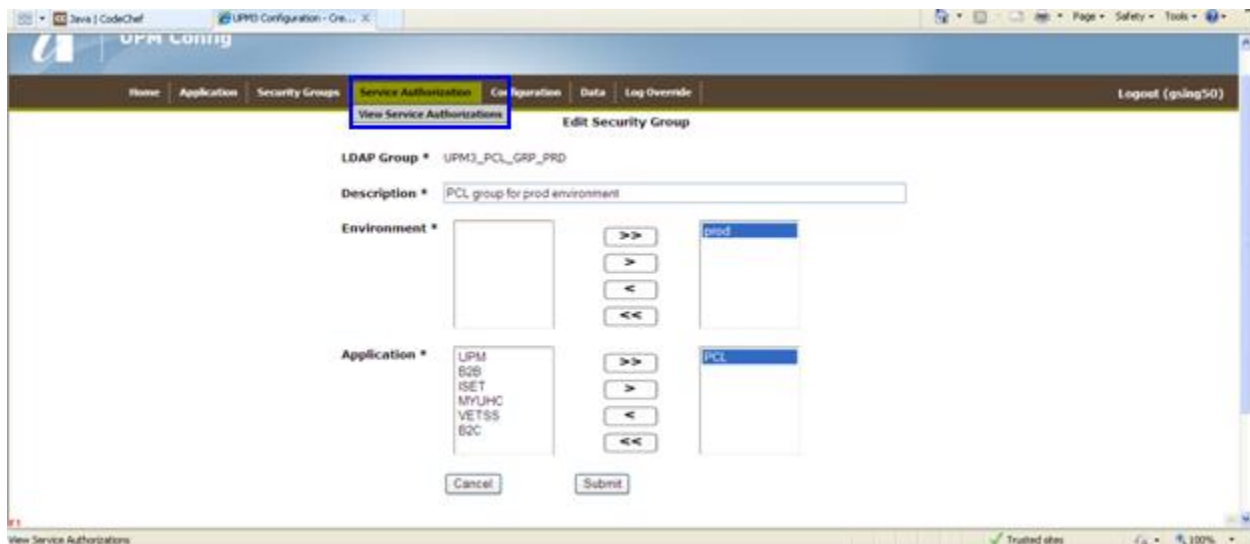 Java | CodeChef
UPM3 Configuration - Cre...
Page
Safety
Tools
UPM Config
Home
Application
Security Groups
Service Authorization
Configuration
Data
Log Override
Logout (gsing50)
View Service Authorizations
Edit Security Group
LDAP Group * UPM3_PCL_GRP_PRD
Description * PCL group for prod environment
Environment *
>>
prod
>
<
<<
Application *
UPM
B2B
ISET
MYUHC
VETSS
B2C
>>
>
<
<<
PCL
Cancel
Submit
View Service Authorizations
Trusted sites
100%